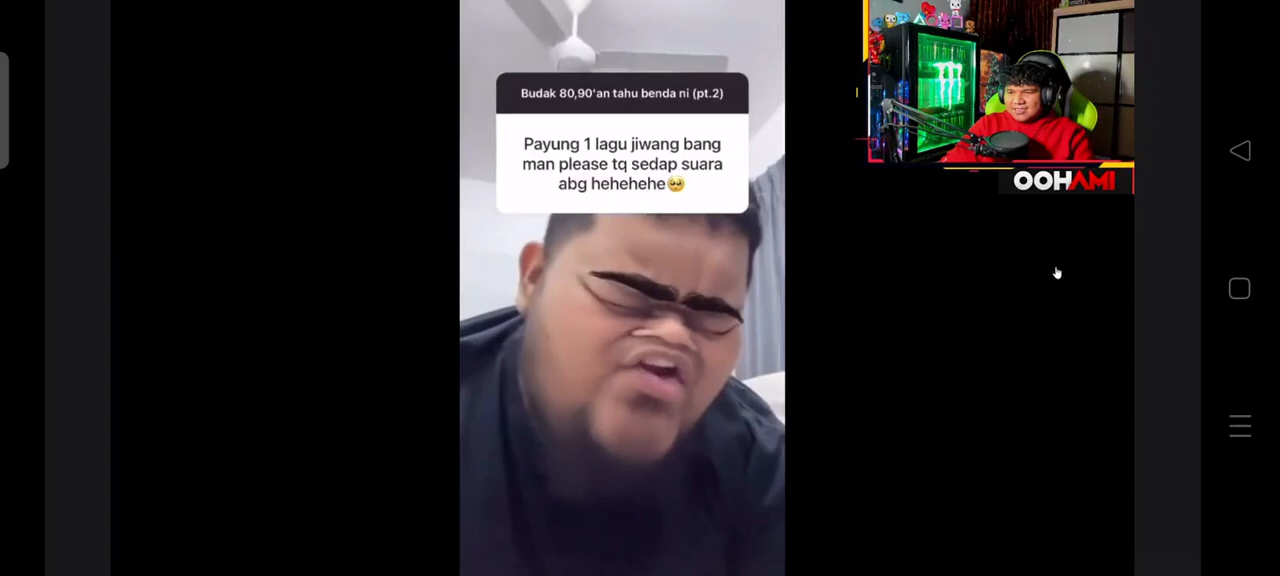 Budak 80,90'an tahu benda ni (pt.2)
Payung 1 lagu jiwang bang
man please tq sedap suara
abg hehehehe🥺
OOHAMI